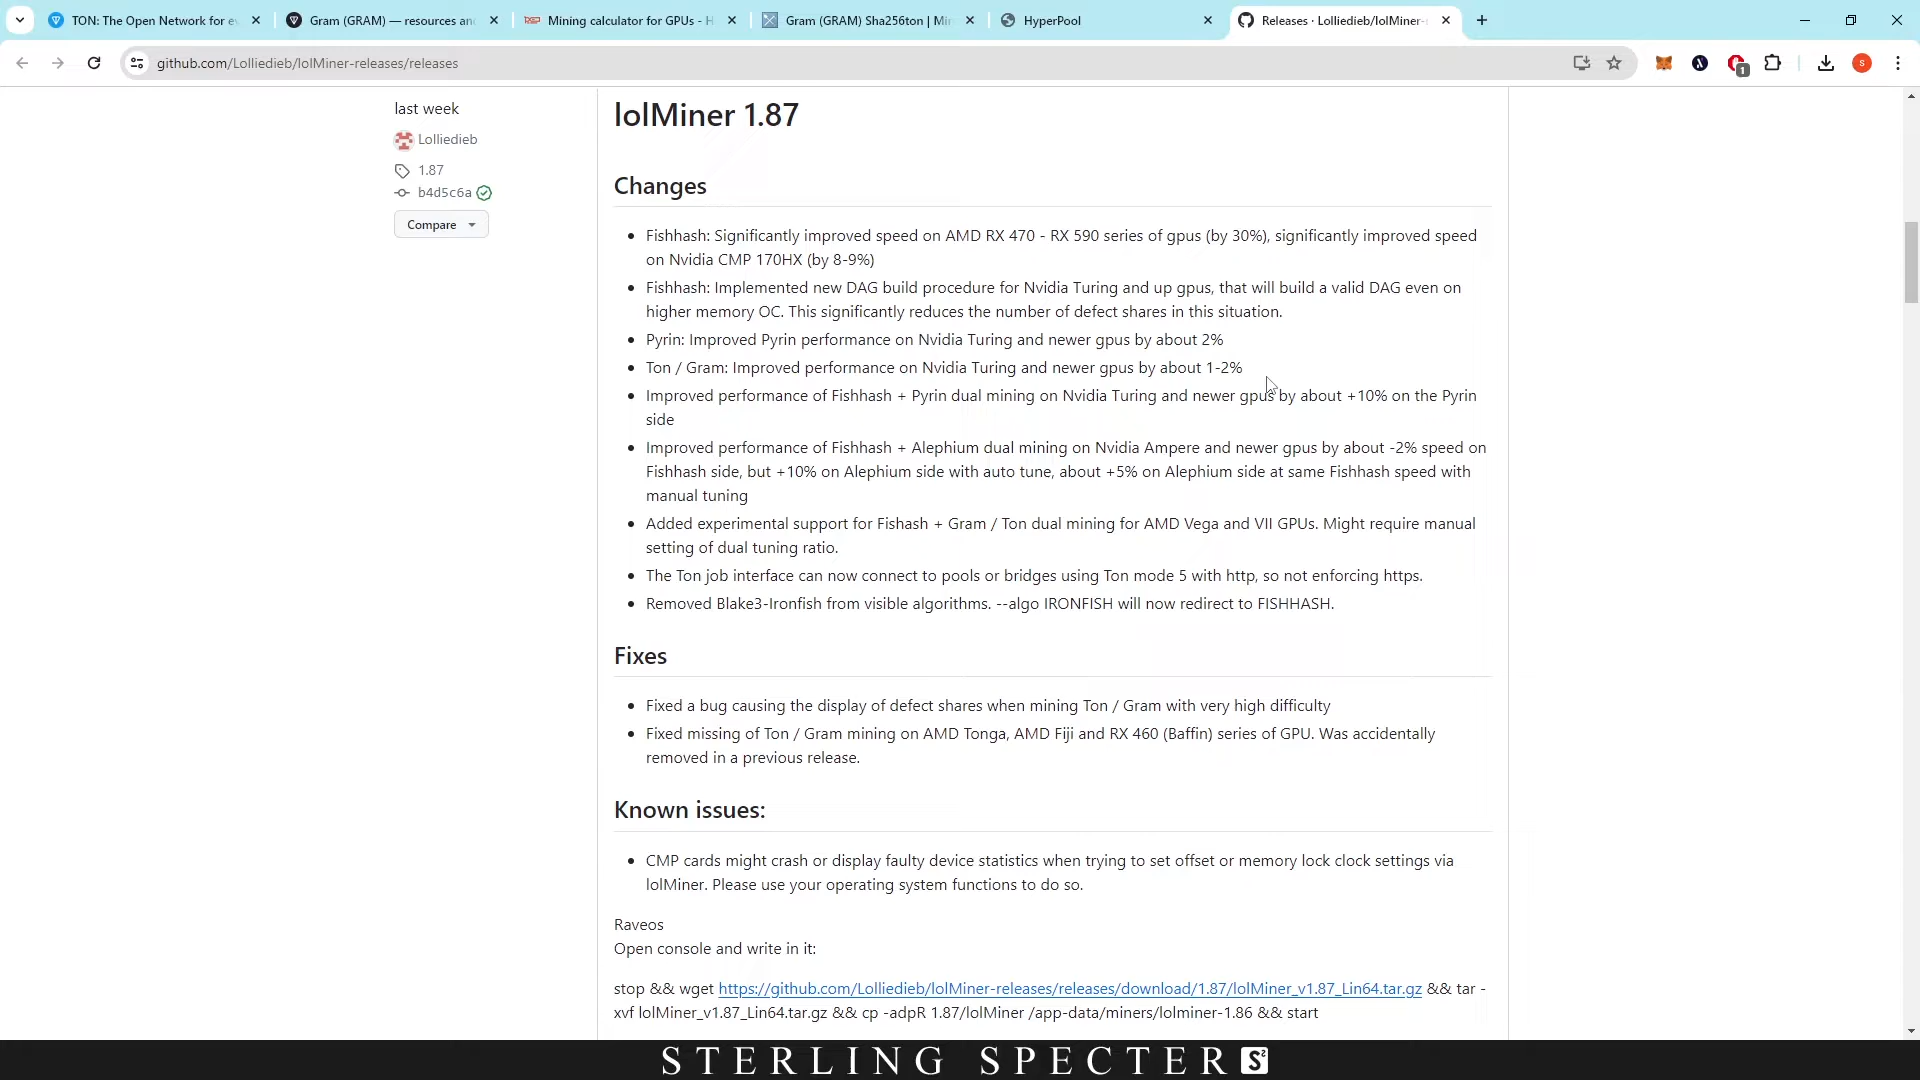 TON: The Open Network for ev
Gram (GRAM) — resources and
Mining calculator for GPUs - H
Gram (GRAM) Sha256ton | Min
HyperPool
Releases · Lolliedieb/lolMiner-
github.com/Lolliedieb/lolMiner-releases/releases
1
S
last week
Lolliedieb
1.87
b4d5c6a
Compare
lolMiner 1.87
Changes
Fishhash: Significantly improved speed on AMD RX 470 - RX 590 series of gpus (by 30%), significantly improved speed
on Nvidia CMP 170HX (by 8-9%)
Fishhash: Implemented new DAG build procedure for Nvidia Turing and up gpus, that will build a valid DAG even on
higher memory OC. This significantly reduces the number of defect shares in this situation.
Pyrin: Improved Pyrin performance on Nvidia Turing and newer gpus by about 2%
Ton / Gram: Improved performance on Nvidia Turing and newer gpus by about 1-2%
Improved performance of Fishhash + Pyrin dual mining on Nvidia Turing and newer gpus by about +10% on the Pyrin
side
Improved performance of Fishhash + Alephium dual mining on Nvidia Ampere and newer gpus by about -2% speed on
Fishhash side, but +10% on Alephium side with auto tune, about +5% on Alephium side at same Fishhash speed with
manual tuning
Added experimental support for Fishash + Gram / Ton dual mining for AMD Vega and VII GPUs. Might require manual
setting of dual tuning ratio.
The Ton job interface can now connect to pools or bridges using Ton mode 5 with http, so not enforcing https.
Removed Blake3-Ironfish from visible algorithms. --algo IRONFISH will now redirect to FISHHASH.
Fixes
Fixed a bug causing the display of defect shares when mining Ton / Gram with very high difficulty
Fixed missing of Ton / Gram mining on AMD Tonga, AMD Fiji and RX 460 (Baffin) series of GPU. Was accidentally
removed in a previous release.
Known issues:
CMP cards might crash or display faulty device statistics when trying to set offset or memory lock clock settings via
lolMiner. Please use your operating system functions to do so.
Raveos
Open console and write in it:
stop && wget https://github.com/Lolliedieb/lolMiner-releases/releases/download/1.87/lolMiner_v1.87_Lin64.tar.gz && tar -
xvf lolMiner_v1.87_Lin64.tar.gz && cp -adpR 1.87/lolMiner /app-data/miners/lolminer-1.86 && start
STERLING SPECTER